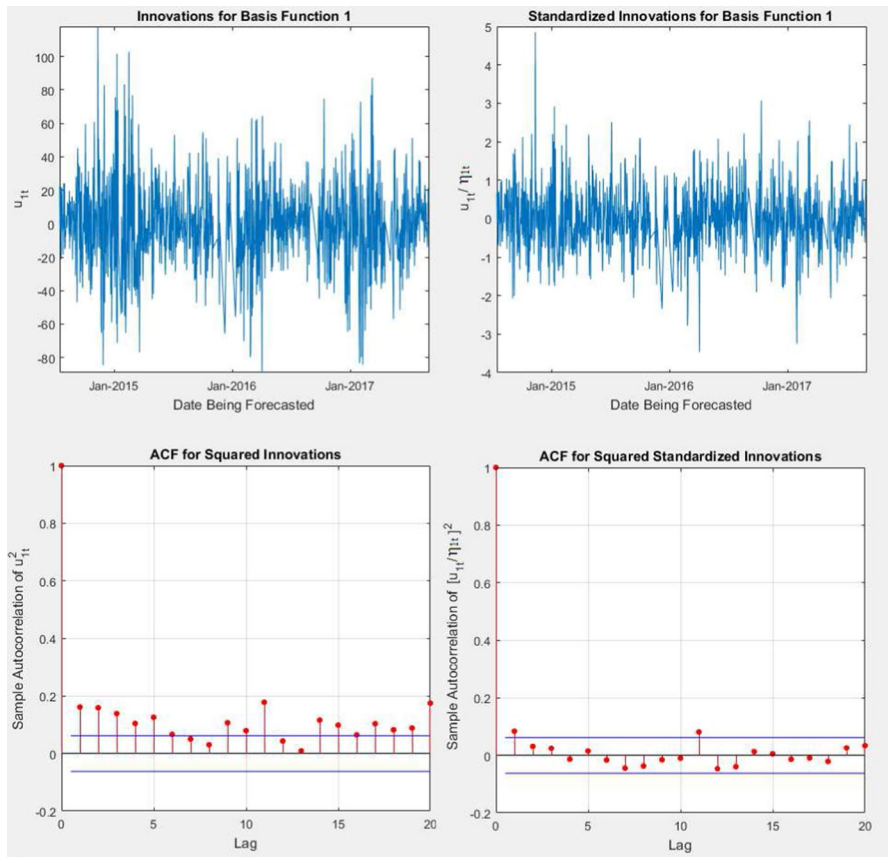 Innovations for Basis Function 1
100
80
60
40
20
0
-20
-40
-60
-80
u1t
Jan-2015 Jan-2016 Jan-2017
Date Being Forecasted
Standardized Innovations for Basis Function 1
5
4
3
2
1
0
-1
-2
-3
-4
u1t/ η1t
Jan-2015 Jan-2016 Jan-2017
Date Being Forecasted
ACF for Squared Innovations
1
0.8
0.6
0.4
0.2
0
-0.2
Sample Autocorrelation of u²1t
0 5 10 15 20
Lag
ACF for Squared Standardized Innovations
1
0.8
0.6
0.4
0.2
0
-0.2
Sample Autocorrelation of [u1t/η1t]²
0 5 10 15 20
Lag